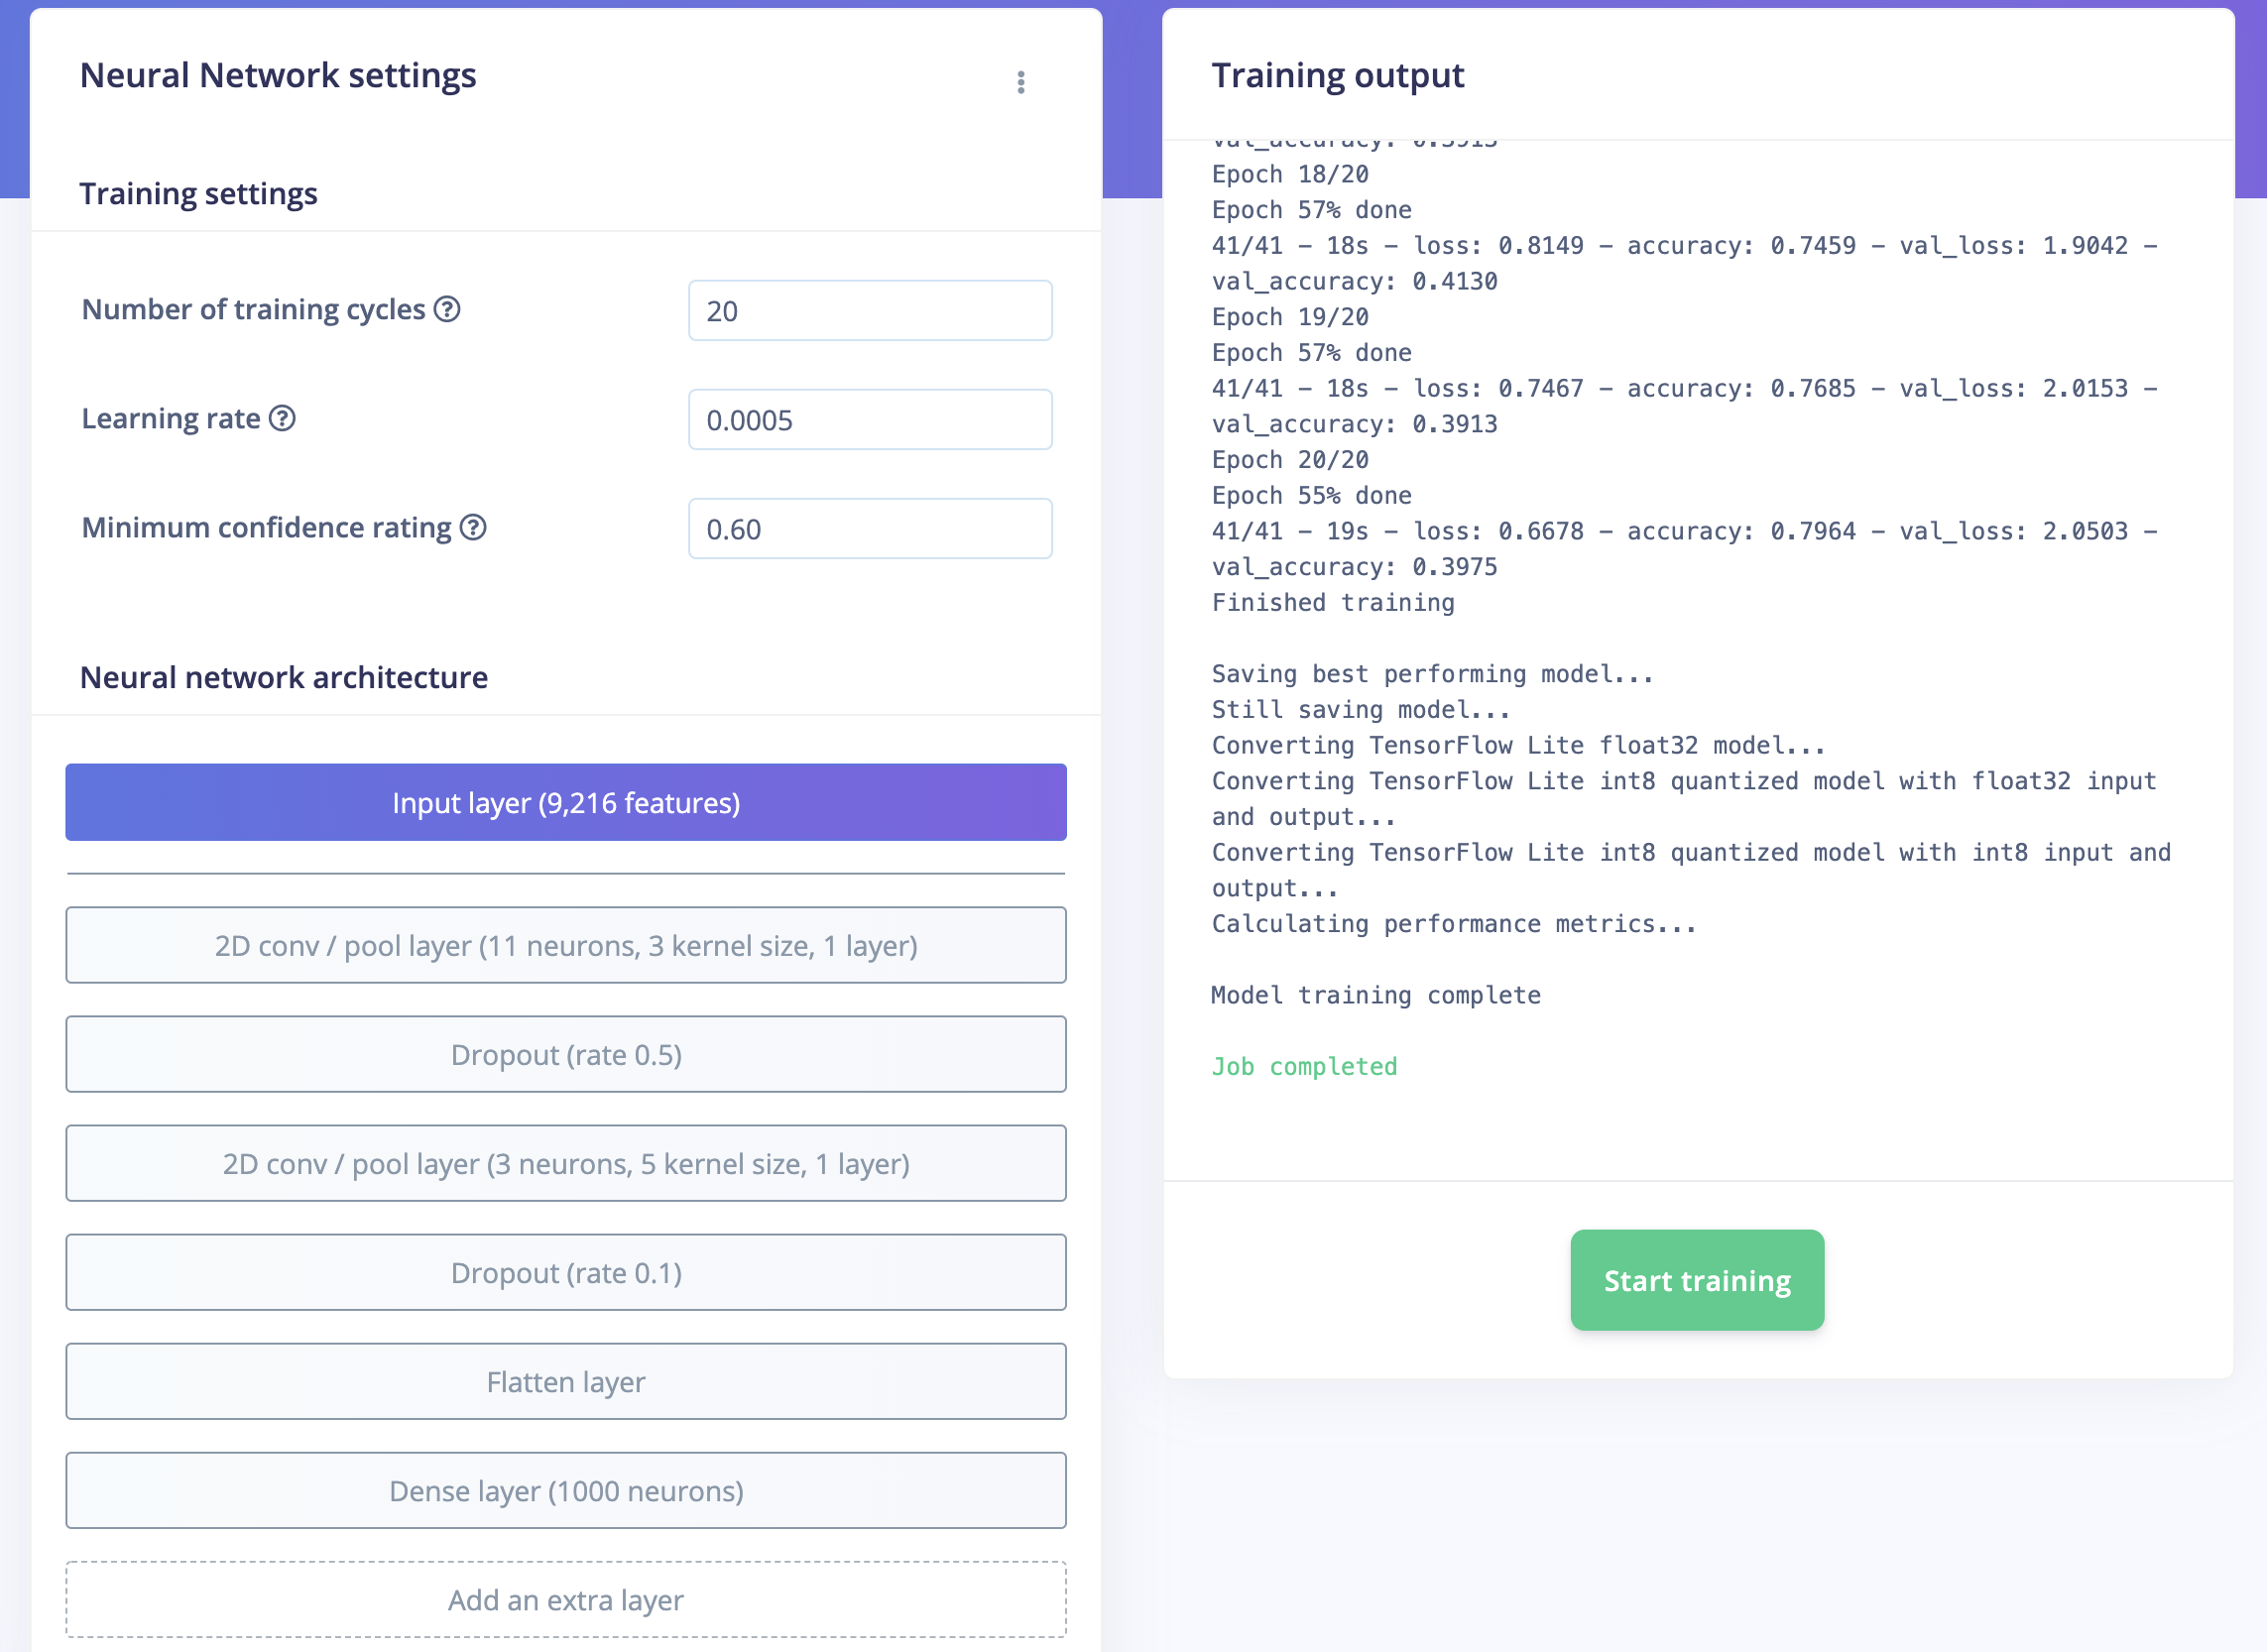 Neural Network settings
Training settings
Number of training cycles
20
Learning rate
0.0005
Minimum confidence rating
0.60
Neural network architecture
Input layer (9,216 features)
2D conv / pool layer (11 neurons, 3 kernel size, 1 layer)
Dropout (rate 0.5)
2D conv / pool layer (3 neurons, 5 kernel size, 1 layer)
Dropout (rate 0.1)
Flatten layer
Dense layer (1000 neurons)
Add an extra layer
Training output
val_accuracy: 0.3913
Epoch 18/20
Epoch 57% done
41/41 - 18s - loss: 0.8149 - accuracy: 0.7459 - val_loss: 1.9042 -
val_accuracy: 0.4130
Epoch 19/20
Epoch 57% done
41/41 - 18s - loss: 0.7467 - accuracy: 0.7685 - val_loss: 2.0153 -
val_accuracy: 0.3913
Epoch 20/20
Epoch 55% done
41/41 - 19s - loss: 0.6678 - accuracy: 0.7964 - val_loss: 2.0503 -
val_accuracy: 0.3975
Finished training
Saving best performing model...
Still saving model...
Converting TensorFlow Lite float32 model...
Converting TensorFlow Lite int8 quantized model with float32 input
and output...
Converting TensorFlow Lite int8 quantized model with int8 input and
output...
Calculating performance metrics...
Model training complete
Job completed
Start training